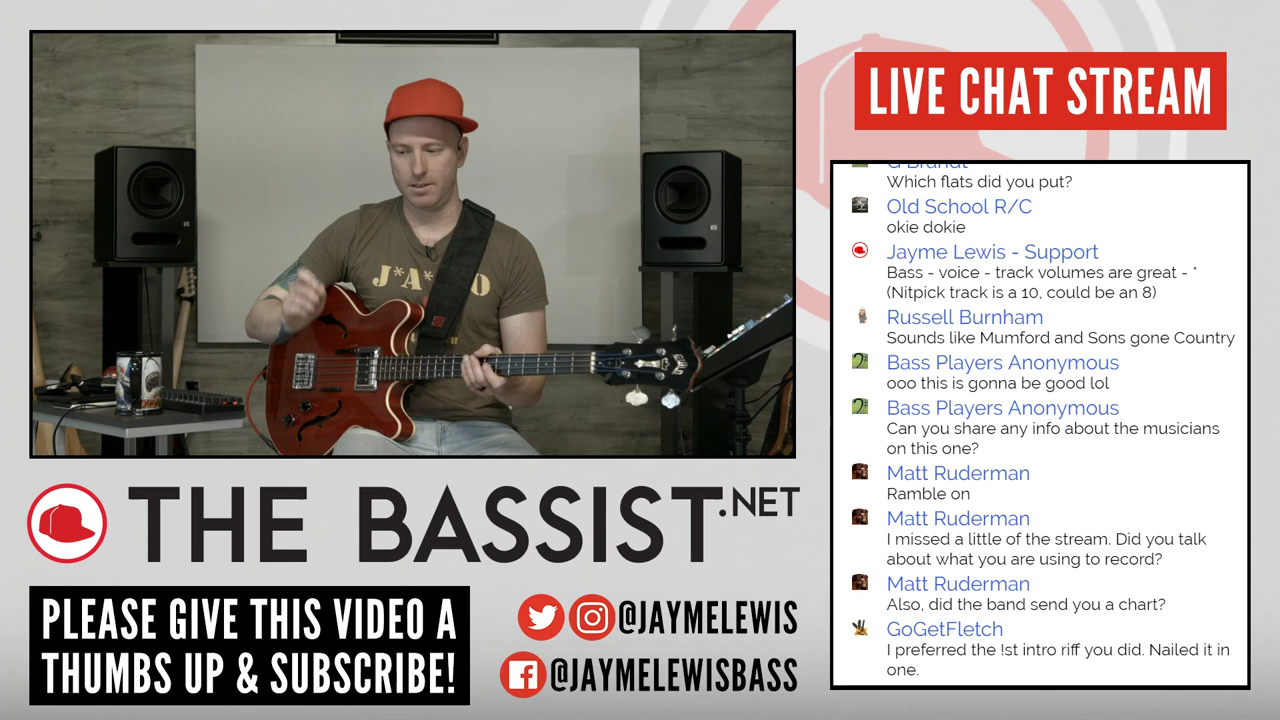 LIVE CHAT STREAM
G Brandt
Which flats did you put?
Old School R/C
okie dokie
Jayme Lewis - Support
Bass - voice - track volumes are great - *
(Nitpick track is a 10, could be an 8)
Russell Burnham
Sounds like Mumford and Sons gone Country
Bass Players Anonymous
ooo this is gonna be good lol
Bass Players Anonymous
Can you share any info about the musicians
on this one?
Matt Ruderman
Ramble on
Matt Ruderman
I missed a little of the stream. Did you talk
about what you are using to record?
Matt Ruderman
Also, did the band send you a chart?
GoGetFletch
I preferred the !st intro riff you did. Nailed it in
one.
THE BASSIST.NET
PLEASE GIVE THIS VIDEO A
THUMBS UP & SUBSCRIBE!
@JAYMELEWIS
@JAYMELEWISBASS